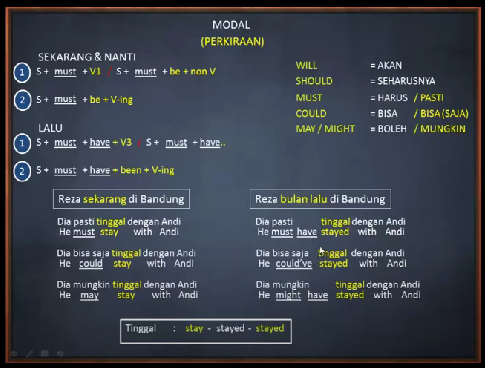 MODAL
(PERKIRAAN)
SEKARANG & NANTI
1 S + must + V1 / S + must + be + non V
2 S + must + be + V-ing
LALU
1 S + must + have + V3 / S + must + have..
2 S + must + have + been + V-ing
WILL = AKAN
SHOULD = SEHARUSNYA
MUST = HARUS / PASTI
COULD = BISA / BISA (SAJA)
MAY / MIGHT = BOLEH / MUNGKIN
Reza sekarang di Bandung
Dia pasti tinggal dengan Andi
He must stay with Andi
Dia bisa saja tinggal dengan Andi
He could stay with Andi
Dia mungkin tinggal dengan Andi
He may stay with Andi
Reza bulan lalu di Bandung
Dia pasti tinggal dengan Andi
He must have stayed with Andi
Dia bisa saja tinggal dengan Andi
He could've stayed with Andi
Dia mungkin tinggal dengan Andi
He might have stayed with Andi
Tinggal : stay - stayed - stayed